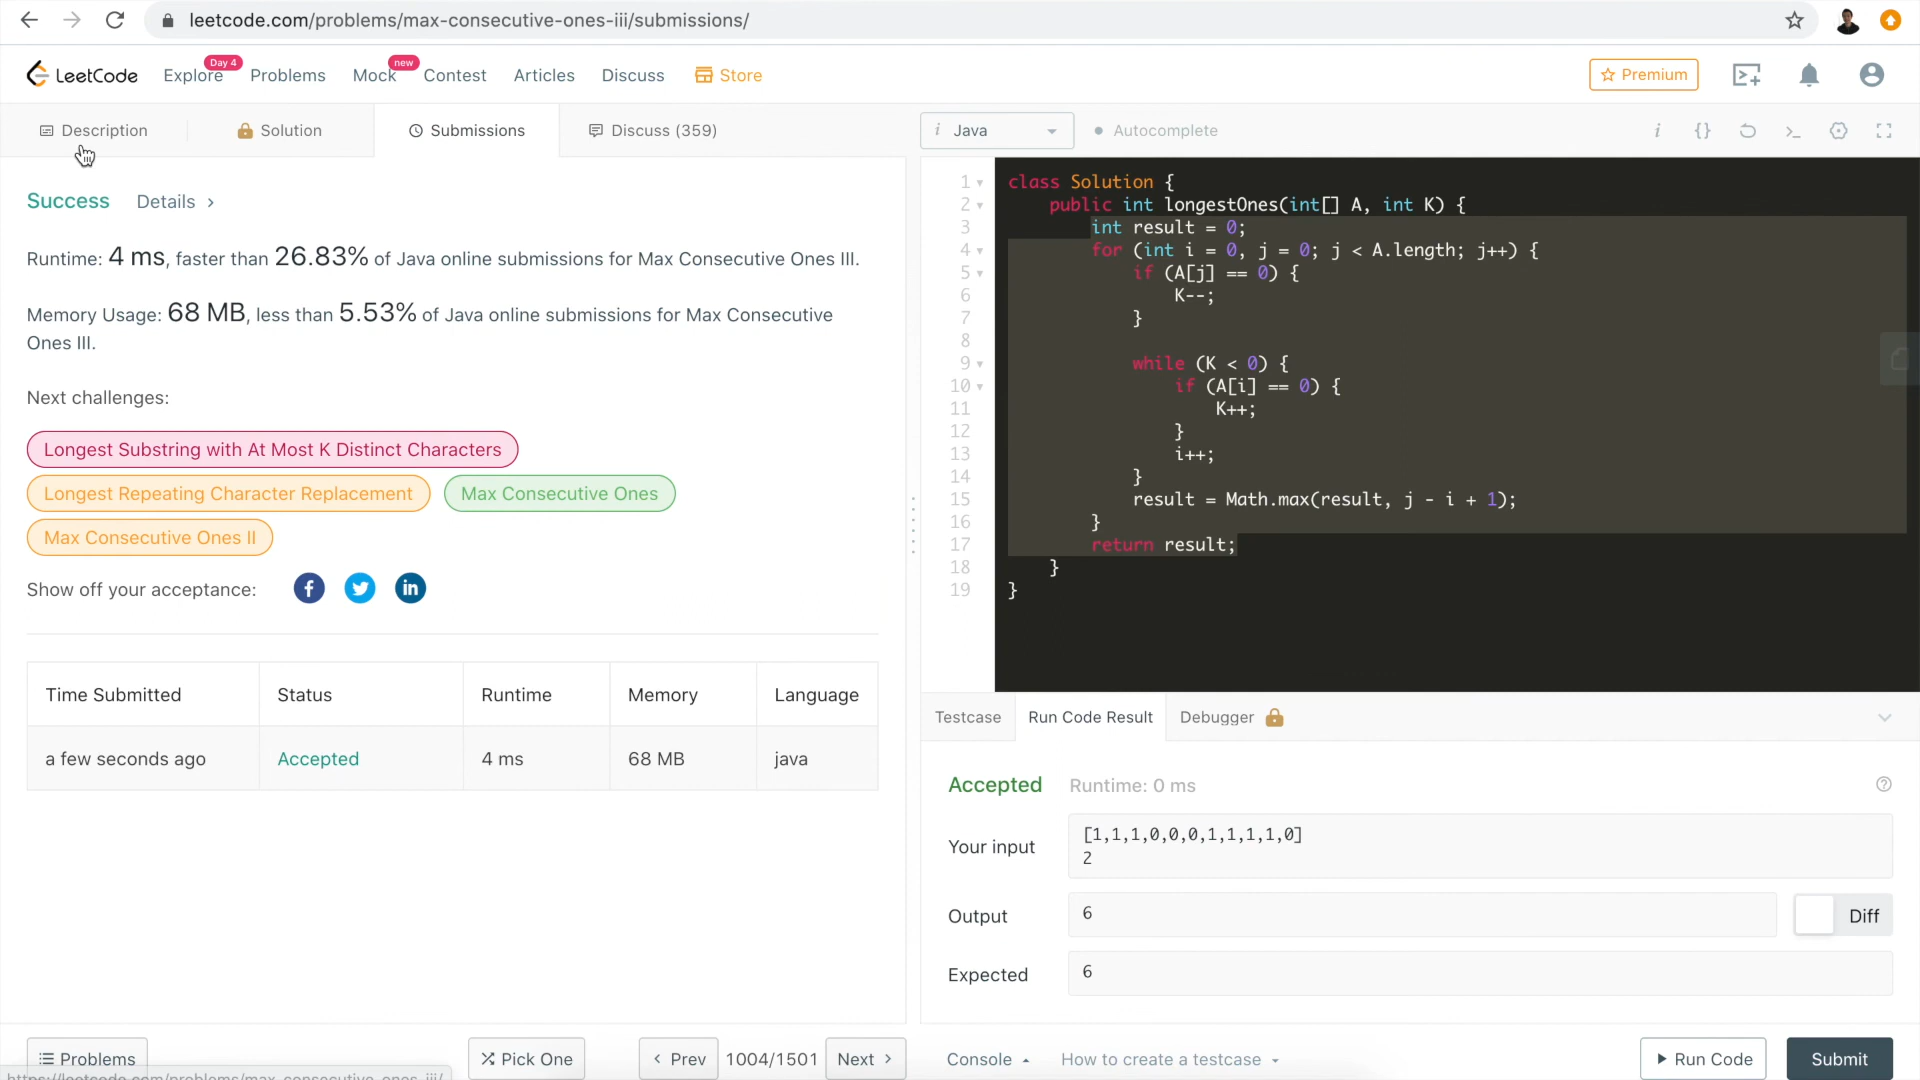 leetcode.com/problems/max-consecutive-ones-iii/submissions/
LeetCode Explore Day 4 Problems Mock new Contest Articles Discuss Store Premium
Description Solution Submissions Discuss (359) i Java Autocomplete
Success Details
Runtime: 4 ms, faster than 26.83% of Java online submissions for Max Consecutive Ones III.
Memory Usage: 68 MB, less than 5.53% of Java online submissions for Max Consecutive
Ones III.
Next challenges:
Longest Substring with At Most K Distinct Characters
Longest Repeating Character Replacement Max Consecutive Ones
Max Consecutive Ones II
Show off your acceptance:
Time Submitted Status Runtime Memory Language
a few seconds ago Accepted 4 ms 68 MB java
1 class Solution {
2 public int longestOnes(int[] A, int K) {
3 int result = 0;
4 for (int i = 0, j = 0; j < A.length; j++) {
5 if (A[j] == 0) {
6 K--;
7 }
8
9 while (K < 0) {
10 if (A[i] == 0) {
11 K++;
12 }
13 i++;
14 }
15 result = Math.max(result, j - i + 1);
16 }
17 return result;
18 }
19 }
Testcase Run Code Result Debugger
Accepted Runtime: 0 ms
Your input [1,1,1,0,0,0,1,1,1,1,0]
2
Output 6 Diff
Expected 6
Problems Pick One Prev 1004/1501 Next Console How to create a testcase Run Code Submit
https://leetcode.com/problems/max-consecutive-ones-iii/